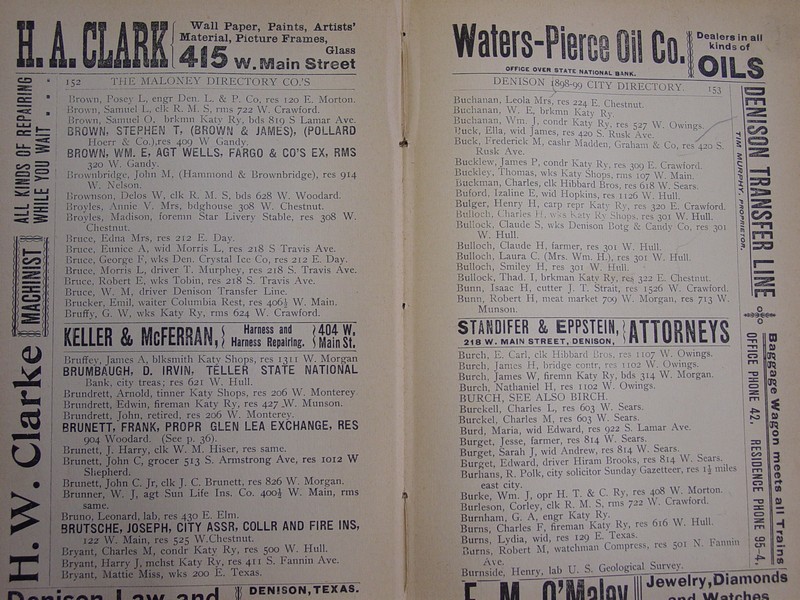 H. A. CLARK
Wall Paper, Paints, Artists'
Material, Picture Frames,
Glass
415 W. Main Street
ALL KINDS OF REPAIRING
WHILE YOU WAIT . . .
MACHINIST
H. W. Clarke
152 THE MALONEY DIRECTORY CO.'S
Brown, Posey L, engr Den. L. & P. Co, res 120 E. Morton.
Brown, Samuel L, clk R. M. S, rms 722 W. Crawford.
Brown, Samuel O, brkmn Katy Ry, bds 819 S Lamar Ave.
BROWN, STEPHEN T, (BROWN & JAMES), (POLLARD
Hoerr & Co.),res 409 W Gandy.
BROWN, WM. E, AGT WELLS, FARGO & CO'S EX, RMS
320 W. Gandy.
Brownbridge, John M, (Hammond & Brownbridge), res 914
W. Nelson.
Brownson, Delos W, clk R. M. S, bds 628 W. Woodard.
Broyles, Annie V. Mrs, bdghouse 308 W. Chestnut.
Broyles, Madison, foremn Star Livery Stable, res 308 W.
Chestnut.
Bruce, Edna Mrs, res 212 E. Day.
Bruce, Eunice A, wid Morris L, res 218 S Travis Ave.
Bruce, George F, wks Den. Crystal Ice Co, res 212 E. Day.
Bruce, Morris L, driver T. Murphey, res 218 S. Travis Ave.
Bruce, Robert E, wks Tobin, res 218 S. Travis Ave.
Bruce, W. M, driver Denison Transfer Line.
Brucker, Emil, waiter Columbia Rest, res 406½ W. Main.
Bruffy, G. W, wks Katy Ry, rms 624 W. Crawford.
KELLER & McFERRAN, Harness and Harness Repairing. 404 W. Main St.
Bruffey, James A, blksmith Katy Shops, res 1311 W. Morgan
BRUMBAUGH, D. IRVIN, TELLER STATE NATIONAL
Bank, city treas; res 621 W. Hull.
Brundrett, Arnold, tinner Katy Shops, res 206 W. Monterey.
Brundrett, Edwin, fireman Katy Ry, res 427 W. Munson.
Brundrett, John, retired, res 206 W. Monterey.
BRUNETT, FRANK, PROPR GLEN LEA EXCHANGE, RES
904 Woodard. (See p. 36).
Brunett, J. Harry, clk W. M. Hiser, res same.
Brunett, John C, grocer 513 S. Armstrong Ave, res 1012 W
Shepherd.
Brunett, John C. Jr, clk J. C. Brunett, res 826 W. Morgan.
Brunner, W. J, agt Sun Life Ins. Co. 400½ W. Main, rms
same.
Bruno, Leonard, lab, res 430 E. Elm.
BRUTSCHE, JOSEPH, CITY ASSR, COLLR AND FIRE INS,
122 W. Main, res 525 W.Chestnut.
Bryant, Charles M, condr Katy Ry, res 500 W. Hull.
Bryant, Harry J, mchst Katy Ry, res 411 S. Fannin Ave.
Bryant, Mattie Miss, wks 200 E. Texas.
Denison Law and
DENISON, TEXAS.
Waters-Pierce Oil Co.
OFFICE OVER STATE NATIONAL BANK.
Dealers in all
kinds of
OILS
DENISON 1898-99 CITY DIRECTORY. 153
Buchanan, Leola Mrs, res 224 E. Chestnut.
Buchanan, W. E, brkmn Katy Ry.
Buchanan, Wm. J, condr Katy Ry, res 527 W. Owings.
Buck, Ella, wid James, res 420 S. Rusk Ave.
Buck, Frederick M, cashr Madden, Graham & Co, res 420 S.
Rusk Ave.
Bucklew, James P, condr Katy Ry, res 309 E. Crawford.
Buckley, Thomas, wks Katy Shops, rms 107 W. Main.
Buckman, Charles, clk Hibbard Bros, res 618 W. Sears.
Buford, Izaline E, wid Hopkins, res 1126 W. Hull.
Bulger, Henry H, carp repr Katy Ry, res 320 E. Crawford.
Bulloch, Charles H, wks Katy Ry Shops, res 301 W. Hull.
Bullock, Claude S, wks Denison Botg & Candy Co, res 301
W. Hull.
Bulloch, Claude H, farmer, res 301 W. Hull.
Bulloch, Laura C. (Mrs. Wm. H.), res 301 W. Hull.
Bulloch, Smiley H, res 301 W. Hull.
Bullock, Thad. I, brkman Katy Ry, res 322 E. Chestnut.
Bunn, Isaac H, cutter J. T. Strait, res 1526 W. Crawford.
Bunn, Robert H, meat market 709 W. Morgan, res 713 W.
Munson.
STANDIFER & EPPSTEIN, ATTORNEYS
218 W. MAIN STREET, DENISON,
Burch, E. Carl, clk Hibbard Bros, res 1107 W. Owings.
Burch, James H, bridge contr, res 1102 W. Owings.
Burch, James W, firemn Katy Ry, bds 314 W. Morgan.
Burch, Nathaniel H, res 1102 W. Owings.
BURCH, SEE ALSO BIRCH.
Burckell, Charles L, res 603 W. Sears.
Burckel, Charles M, res 603 W. Sears.
Burd, Maria, wid Edward, res 922 S. Lamar Ave.
Burget, Jesse, farmer, res 814 W. Sears.
Burget, Sarah J, wid Andrew, res 814 W. Sears.
Burget, Edward, driver Hiram Brooks, res 814 W. Sears.
Burhans, R. Polk, city solicitor Sunday Gazetteer, res 1½ miles
east city.
Burke, Wm. J, opr H. T. & C. Ry, res 408 W. Morton.
Burleson, Corley, clk R. M. S, rms 722 W. Crawford.
Burnham, G. A, engr Katy Ry.
Burns, Charles F, fireman Katy Ry, res 616 W. Hull.
Burns, Lydia, wid, res 129 E. Texas.
Burns, Robert M, watchman Compress, res 501 N. Fannin
Ave.
Burnside, Henry, lab U. S. Geological Survey.
E. M. O'Maley
Jewelry,Diamonds
and Watches
DENISON TRANSFER LINE
TIM MURPHY, PROPRIETOR.
Baggage Wagon meets all Trains
OFFICE PHONE 42. RESIDENCE PHONE 95-4.